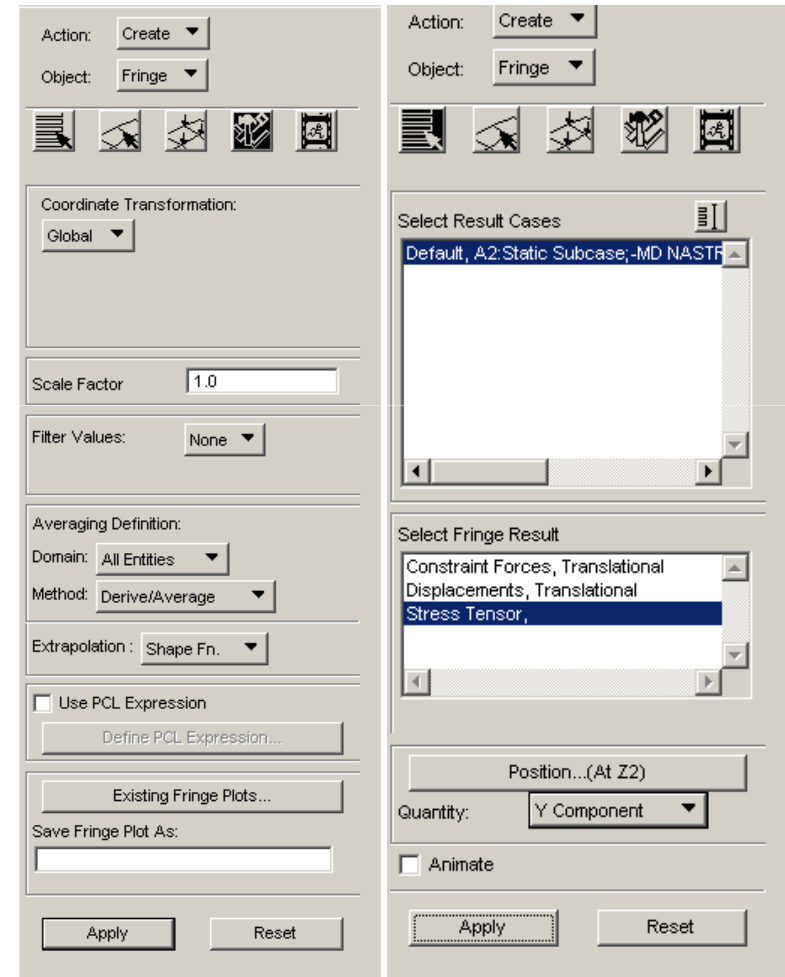 Action: Create
Object: Fringe
Coordinate Transformation:
Global
Scale Factor 1.0
Filter Values: None
Averaging Definition:
Domain: All Entities
Method: Derive/Average
Extrapolation : Shape Fn.
Use PCL Expression
Define PCL Expression...
Existing Fringe Plots...
Save Fringe Plot As:
Apply Reset
Action: Create
Object: Fringe
Select Result Cases
Default, A2:Static Subcase;-MD NASTR
Select Fringe Result
Constraint Forces, Translational
Displacements, Translational
Stress Tensor,
Position...(At Z2)
Quantity: Y Component
Animate
Apply Reset